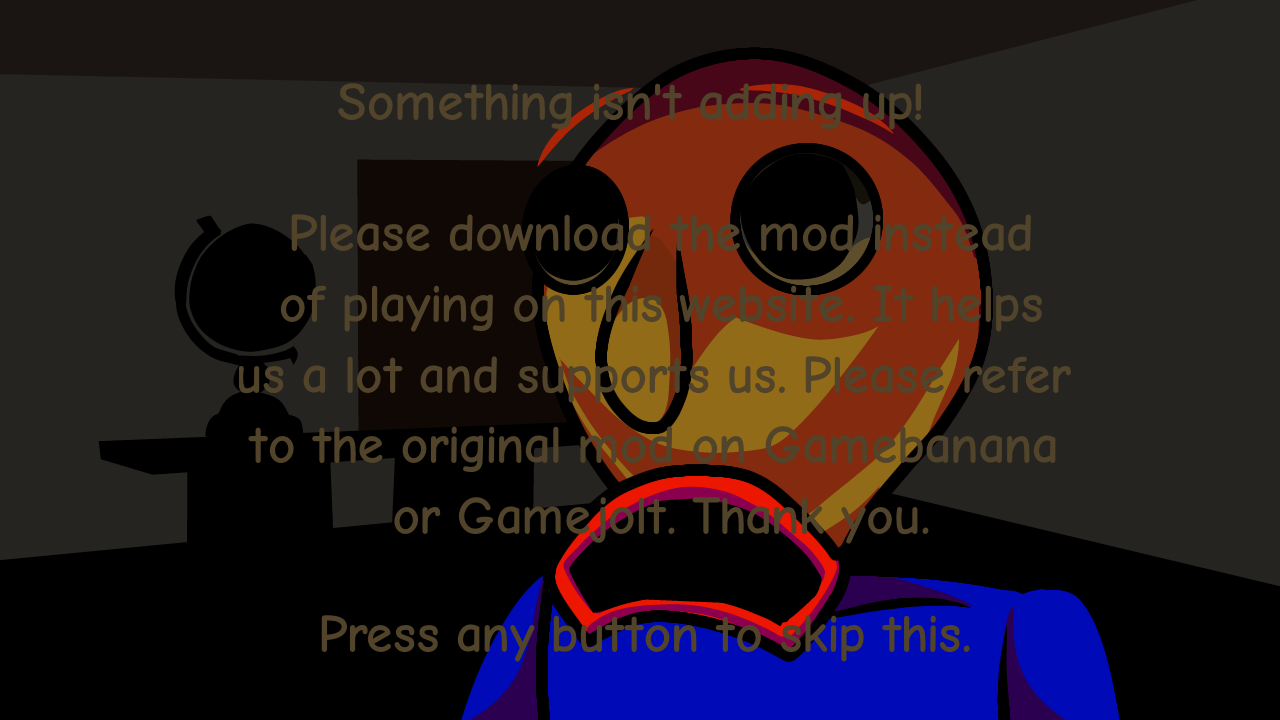 Something isn't adding up!
Please download the mod instead
of playing on this website. It helps
us a lot and supports us. Please refer
to the original mod on Gamebanana
or Gamejolt. Thank you.
Press any button to skip this.